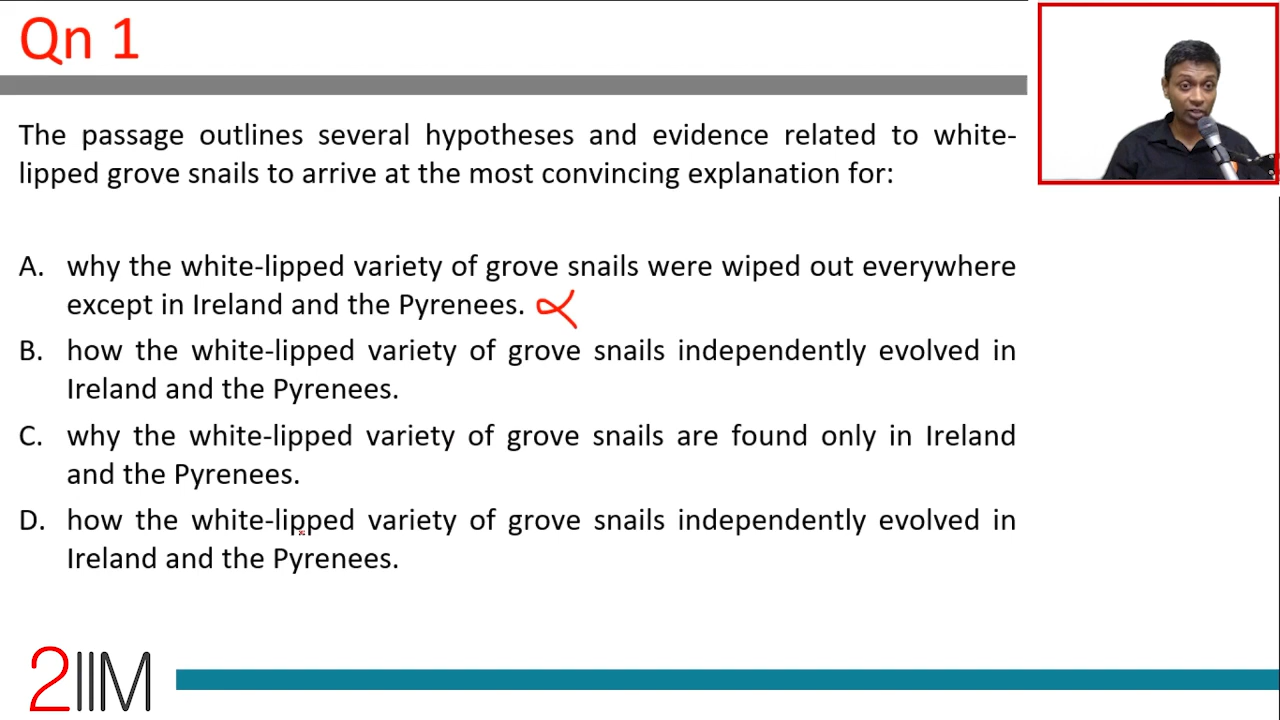 Qn 1
The passage outlines several hypotheses and evidence related to white-
lipped grove snails to arrive at the most convincing explanation for:
A. why the white-lipped variety of grove snails were wiped out everywhere
except in Ireland and the Pyrenees.
B. how the white-lipped variety of grove snails independently evolved in
Ireland and the Pyrenees.
C. why the white-lipped variety of grove snails are found only in Ireland
and the Pyrenees.
D. how the white-lipped variety of grove snails independently evolved in
Ireland and the Pyrenees.
2IIM